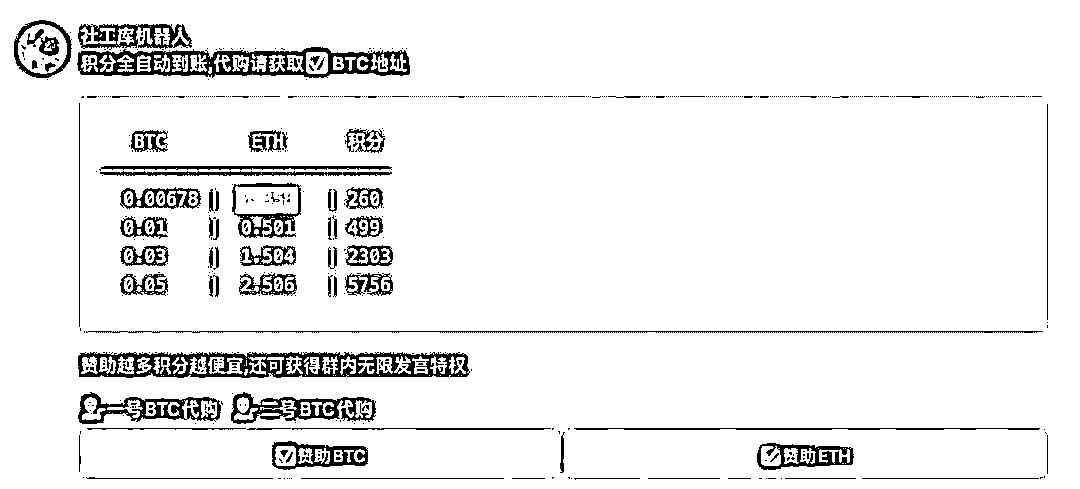 社工库机器人
积分全自动到账,代购请获取✅BTC地址
BTC ETH 积分
0.00678 || || 260
0.01 || 0.501 || 499
0.03 || 1.504 || 2303
0.05 || 2.506 || 5756
赞助越多积分越便宜,还可获得群内无限发言特权
一号BTC代购 二号BTC代购
✅赞助BTC ✅赞助ETH